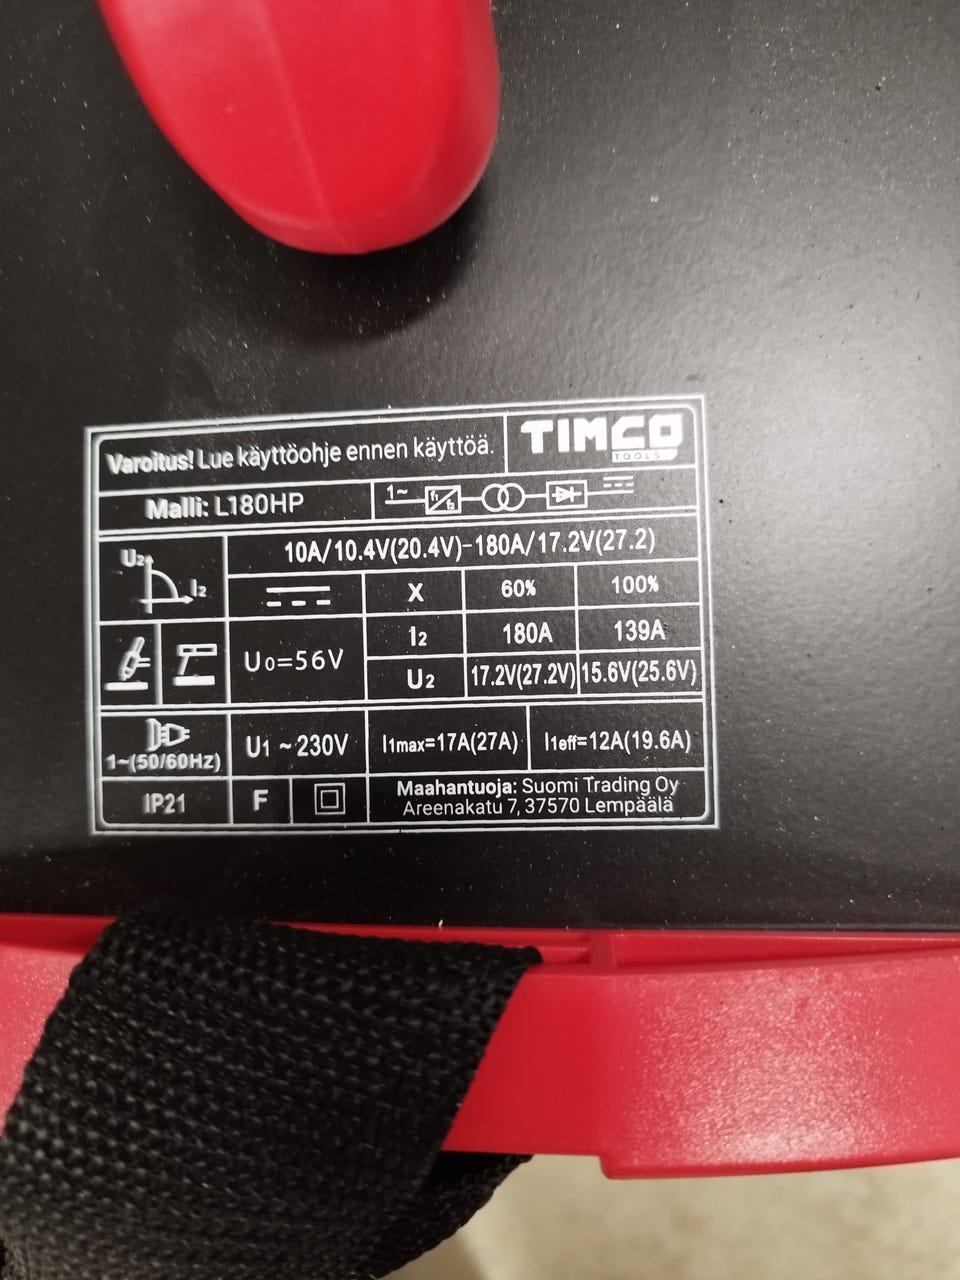 Varoitus! Lue käyttöohje ennen käyttöä.
TIMCO
TOOLS
Malli: L180HP
1~ f1 f2
U2 I2
10A/10.4V(20.4V)-180A/17.2V(27.2)
X 60% 100%
I2 180A 139A
U0=56V
U2 17.2V(27.2V) 15.6V(25.6V)
1~(50/60Hz)
U1 ~ 230V
I1max=17A(27A)
I1eff=12A(19.6A)
IP21
F
Maahantuoja: Suomi Trading Oy
Areenakatu 7, 37570 Lempäälä